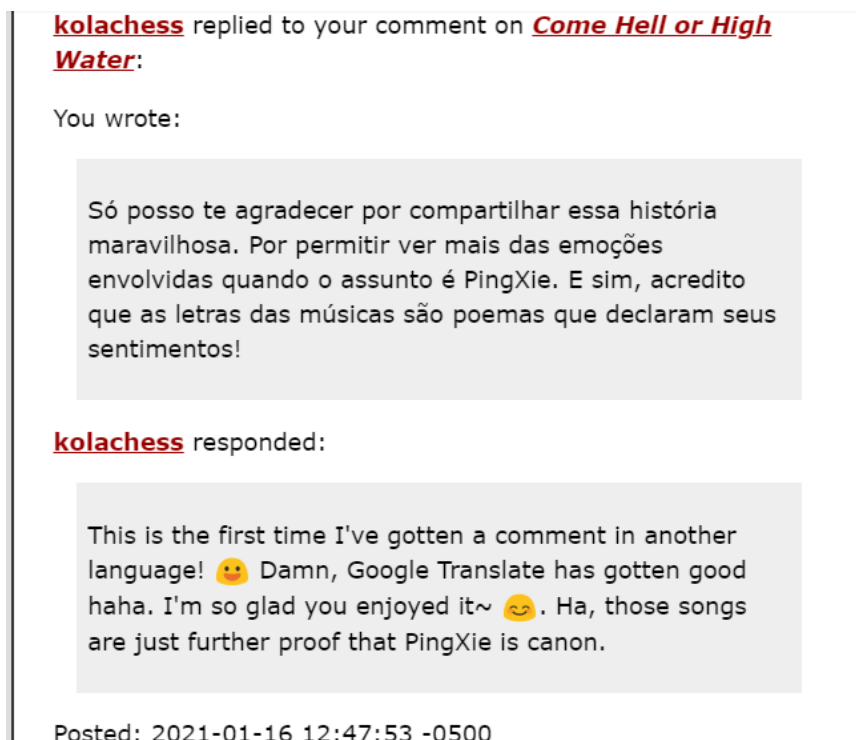 kolachess replied to your comment on Come Hell or High
Water:
You wrote:
Só posso te agradecer por compartilhar essa história
maravilhosa. Por permitir ver mais das emoções
envolvidas quando o assunto é PingXie. E sim, acredito
que as letras das músicas são poemas que declaram seus
sentimentos!
kolachess responded:
This is the first time I've gotten a comment in another
language! 😃 Damn, Google Translate has gotten good
haha. I'm so glad you enjoyed it~ 😊. Ha, those songs
are just further proof that PingXie is canon.
Posted: 2021-01-16 12:47:53 -0500